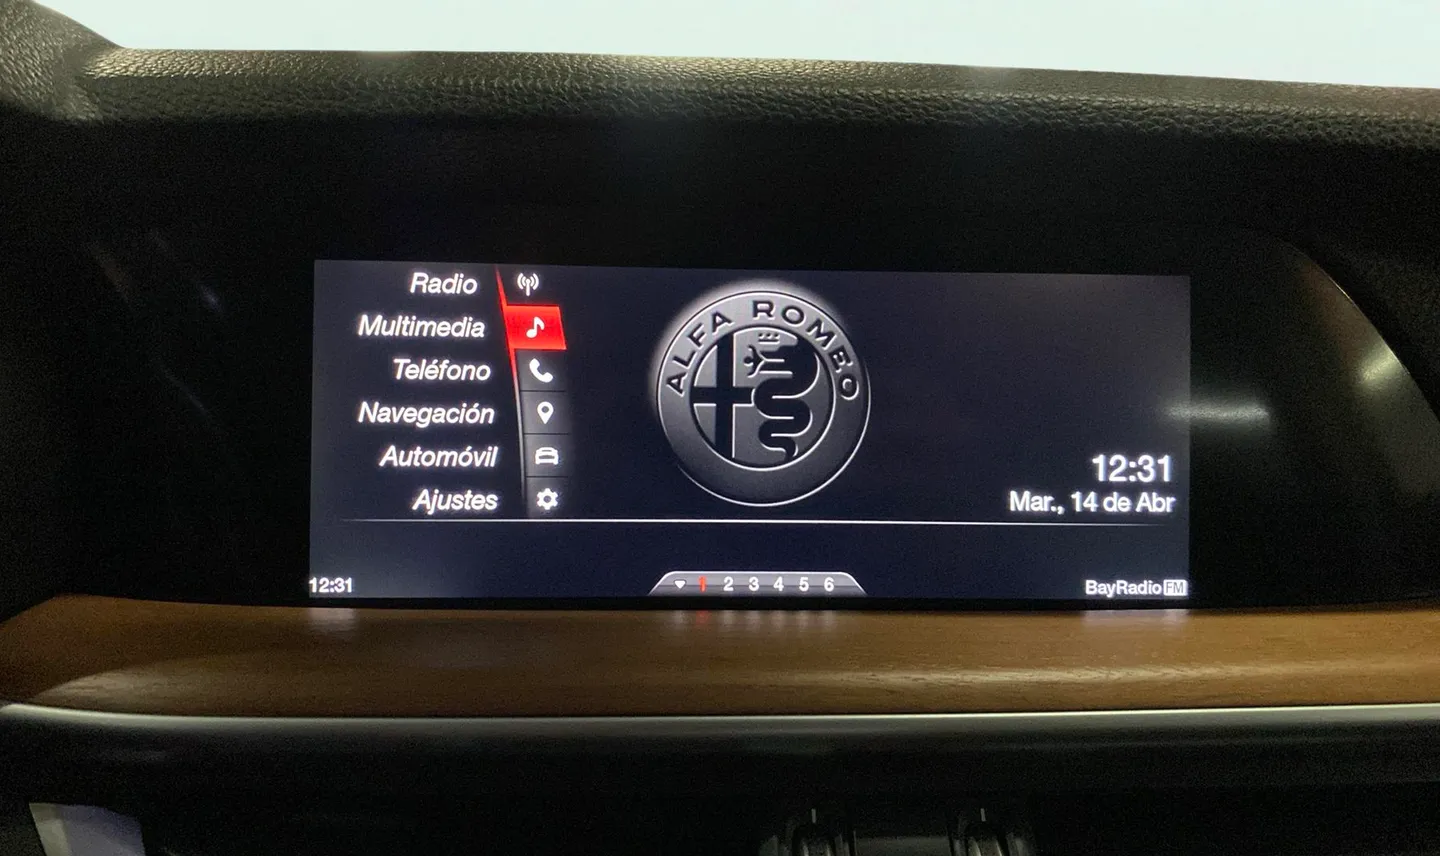 Radio
Multimedia
Teléfono
Navegación
Automóvil
Ajustes
ALFA ROMEO
12:31
Mar., 14 de Abr
12:31
1 2 3 4 5 6
BayRadio FM